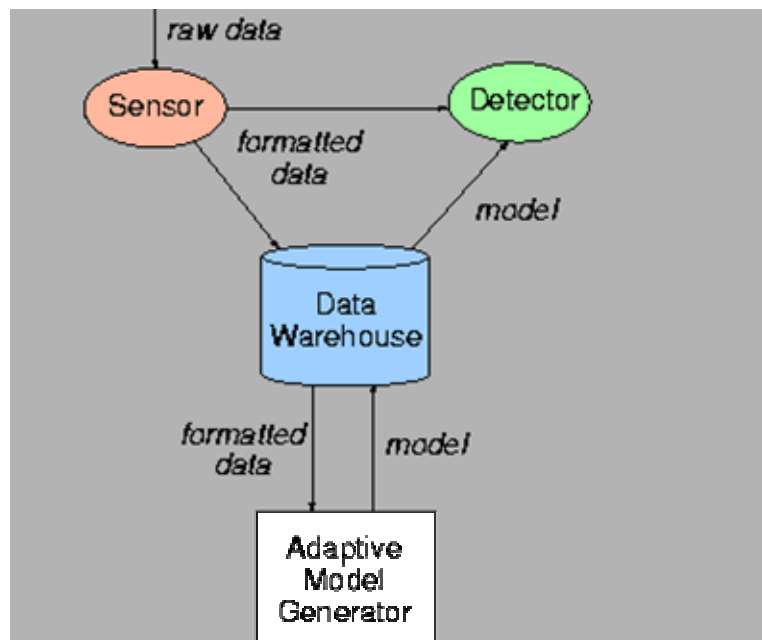 raw data
Sensor
Detector
formatted
data
model
Data
Warehouse
formatted
data
model
Adaptive
Model
Generator